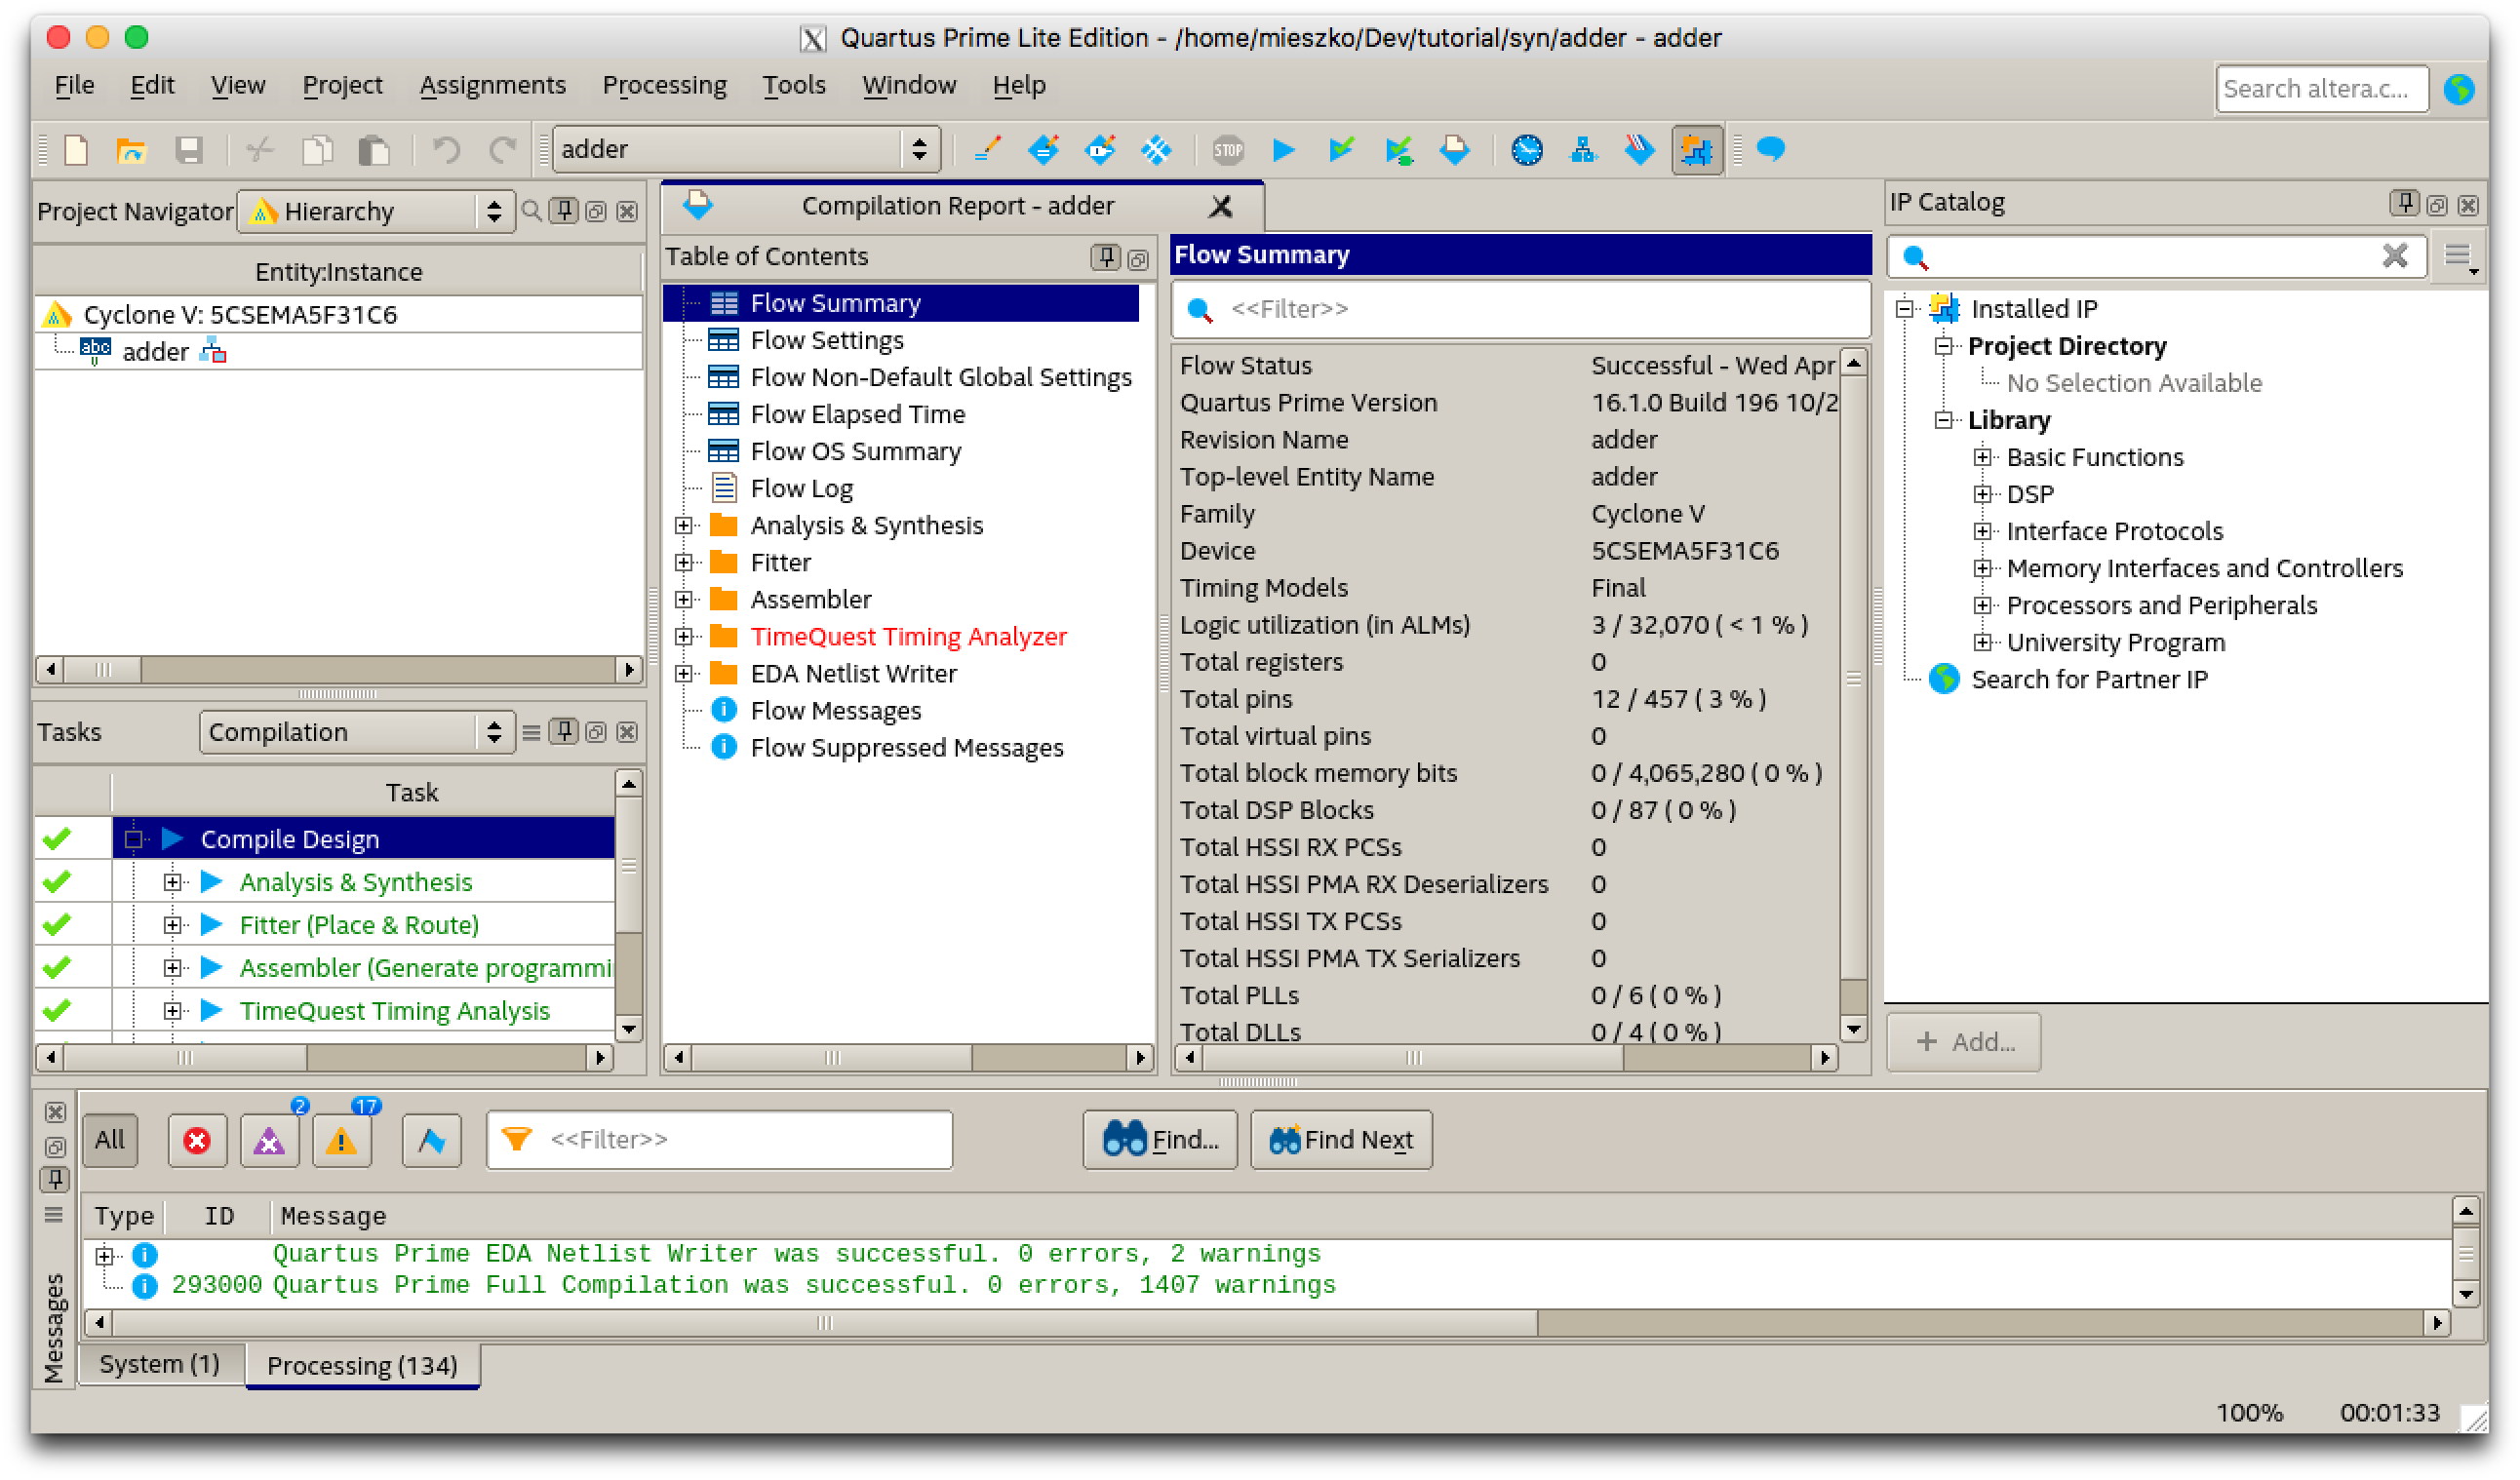 Quartus Prime Lite Edition - /home/mieszko/Dev/tutorial/syn/adder - adder
File Edit View Project Assignments Processing Tools Window Help
Search altera.c...
adder
STOP
Project Navigator Hierarchy
Entity:Instance
Cyclone V: 5CSEMA5F31C6
abc adder
Tasks Compilation
Task
Compile Design
Analysis & Synthesis
Fitter (Place & Route)
Assembler (Generate programmi
TimeQuest Timing Analysis
Compilation Report - adder
Table of Contents
Flow Summary
Flow Settings
Flow Non-Default Global Settings
Flow Elapsed Time
Flow OS Summary
Flow Log
Analysis & Synthesis
Fitter
Assembler
TimeQuest Timing Analyzer
EDA Netlist Writer
Flow Messages
Flow Suppressed Messages
Flow Summary
<<Filter>>
Flow Status Successful - Wed Apr
Quartus Prime Version 16.1.0 Build 196 10/2
Revision Name adder
Top-level Entity Name adder
Family Cyclone V
Device 5CSEMA5F31C6
Timing Models Final
Logic utilization (in ALMs) 3 / 32,070 ( < 1 % )
Total registers 0
Total pins 12 / 457 ( 3 % )
Total virtual pins 0
Total block memory bits 0 / 4,065,280 ( 0 % )
Total DSP Blocks 0 / 87 ( 0 % )
Total HSSI RX PCSs 0
Total HSSI PMA RX Deserializers 0
Total HSSI TX PCSs 0
Total HSSI PMA TX Serializers 0
Total PLLs 0 / 6 ( 0 % )
Total DLLs 0 / 4 ( 0 % )
IP Catalog
Installed IP
Project Directory
No Selection Available
Library
Basic Functions
DSP
Interface Protocols
Memory Interfaces and Controllers
Processors and Peripherals
University Program
Search for Partner IP
+ Add...
All 2 17 <<Filter>> Find... Find Next
Type ID Message
Quartus Prime EDA Netlist Writer was successful. 0 errors, 2 warnings
293000 Quartus Prime Full Compilation was successful. 0 errors, 1407 warnings
Messages
System (1) Processing (134)
100% 00:01:33